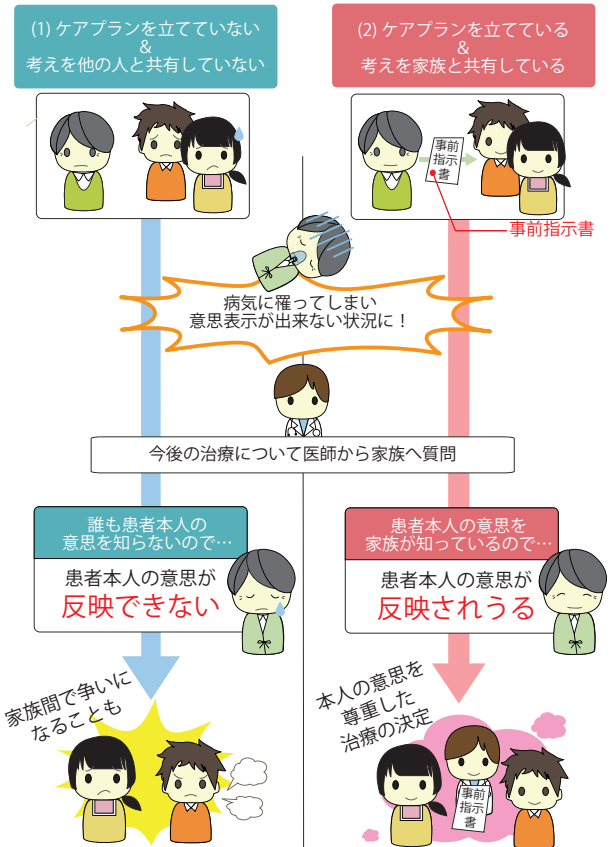 (1) ケアプランを立てていない
&
考えを他の人と共有していない
(2) ケアプランを立てている
&
考えを家族と共有している
事前
指示
書
事前指示書
病気に罹ってしまい
意思表示が出来ない状況に！
今後の治療について医師から家族へ質問
誰も患者本人の
意思を知らないので…
患者本人の意思が
反映できない
患者本人の意思を
家族が知っているので…
患者本人の意思が
反映されうる
家族間で争いに
なることも
本人の意思を
尊重した
治療の決定
事前
指示
書